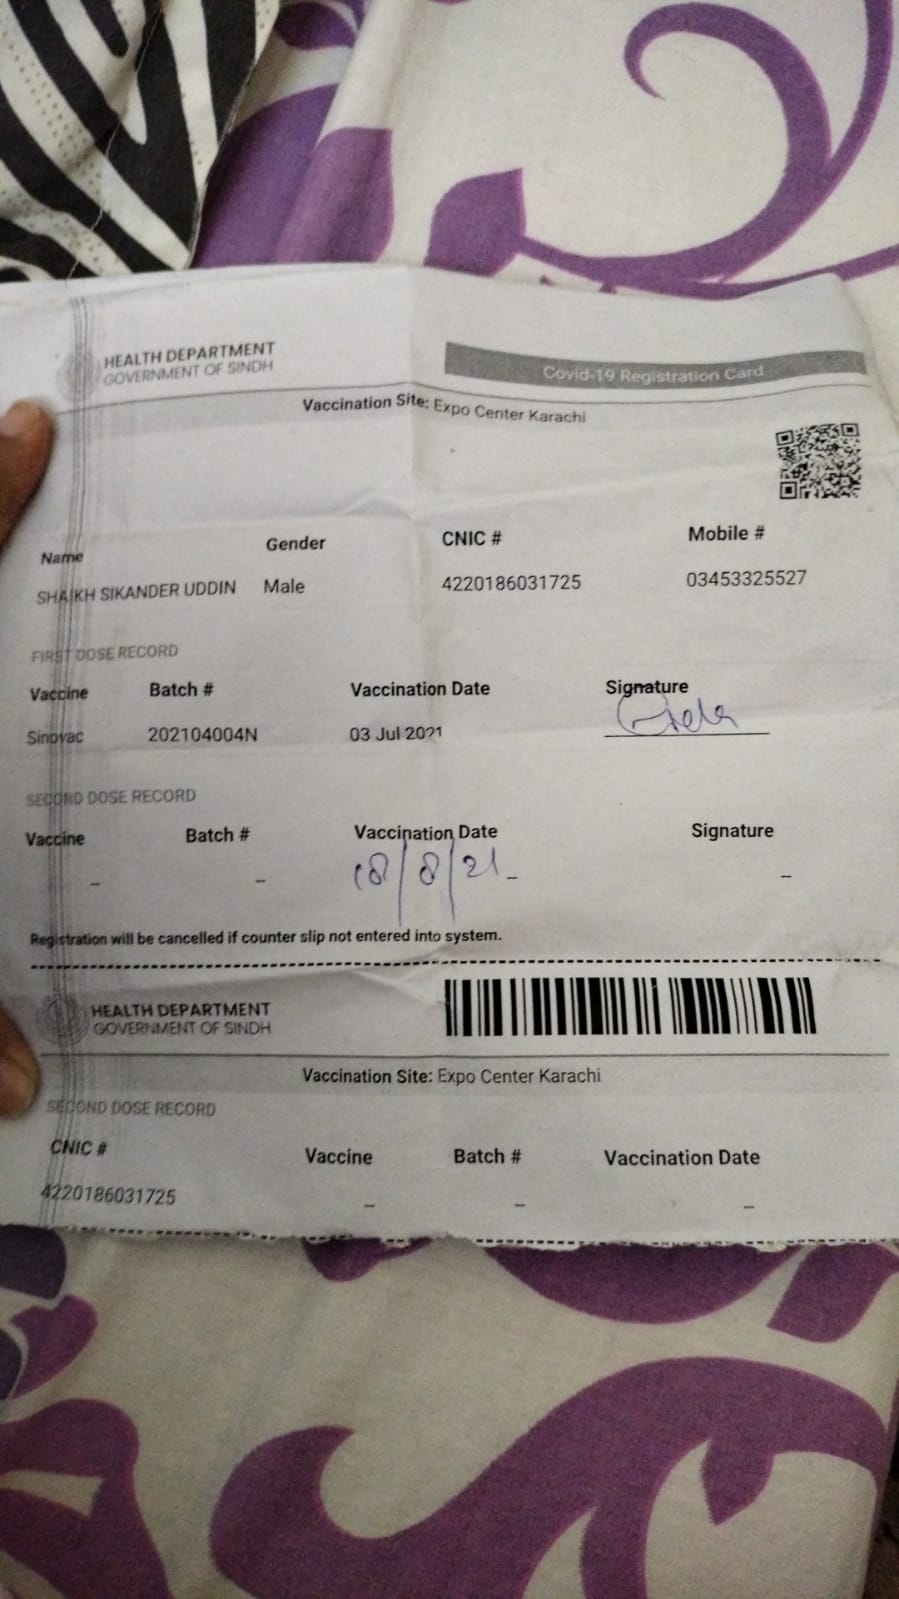 HEALTH DEPARTMENT
GOVERNMENT OF SINDH
Covid-19 Registration Card
Vaccination Site: Expo Center Karachi
Name Gender CNIC # Mobile #
SHAIKH SIKANDER UDDIN Male 4220186031725 03453325527
FIRST DOSE RECORD
Vaccine Batch # Vaccination Date Signature
Sinovac 202104004N 03 Jul 2021
SECOND DOSE RECORD
Vaccine Batch # Vaccination Date Signature
– – 18/8/21 – –
Registration will be cancelled if counter slip not entered into system.
HEALTH DEPARTMENT
GOVERNMENT OF SINDH
Vaccination Site: Expo Center Karachi
SECOND DOSE RECORD
CNIC # Vaccine Batch # Vaccination Date
4220186031725 – – –